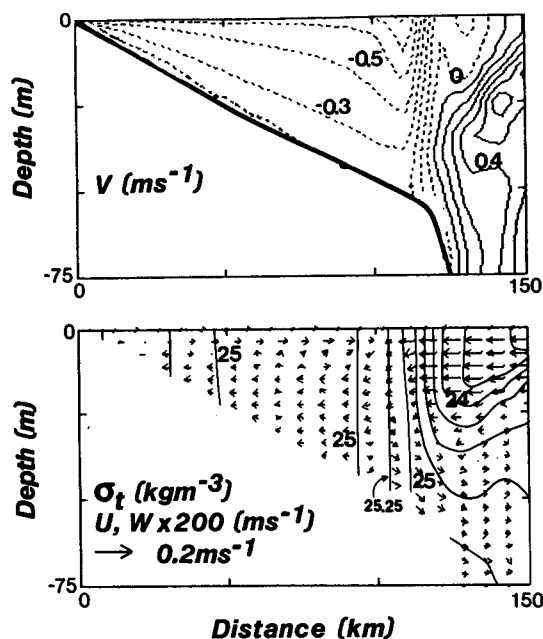 0
-0.5
0
-0.3
0.4
Depth (m)
V (ms⁻¹)
-75
0
150
0
25
24
25
25
25.25
Depth (m)
σt (kgm⁻³)
U, W x 200 (ms⁻¹)
→ 0.2ms⁻¹
-75
0
150
Distance (km)